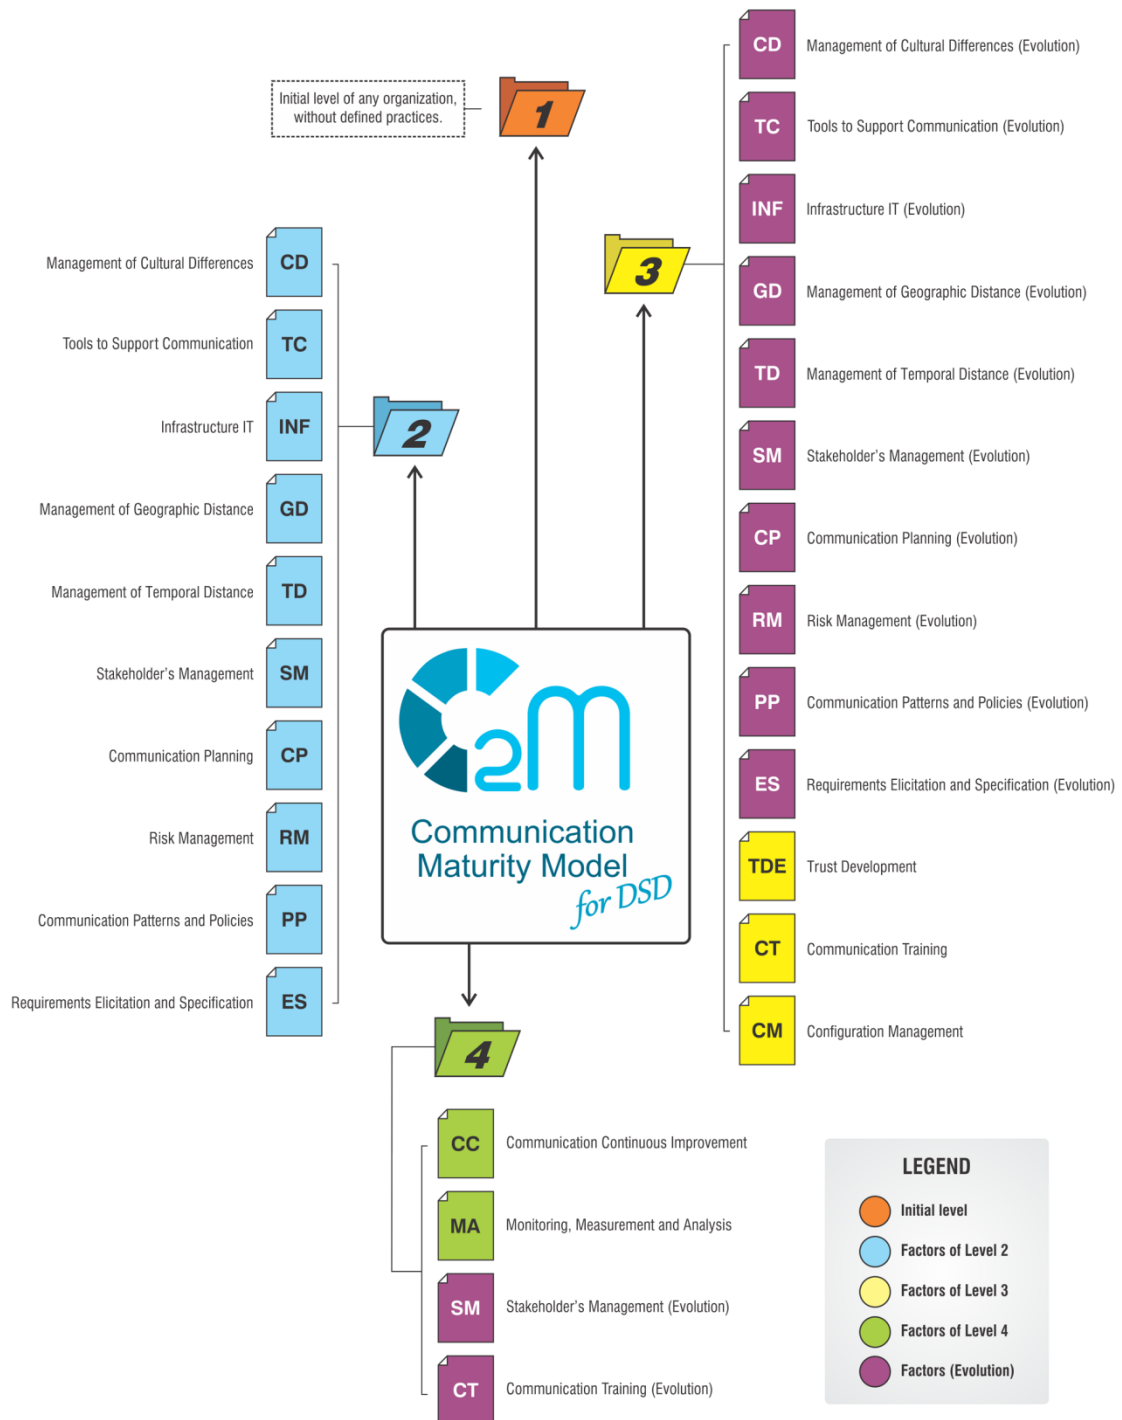 Initial level of any organization,
without defined practices.
1
CD
Management of Cultural Differences (Evolution)
TC
Tools to Support Communication (Evolution)
INF
Infrastructure IT (Evolution)
3
GD
Management of Geographic Distance (Evolution)
TD
Management of Temporal Distance (Evolution)
SM
Stakeholder's Management (Evolution)
CP
Communication Planning (Evolution)
RM
Risk Management (Evolution)
PP
Communication Patterns and Policies (Evolution)
ES
Requirements Elicitation and Specification (Evolution)
TDE
Trust Development
CT
Communication Training
CM
Configuration Management
Management of Cultural Differences
CD
Tools to Support Communication
TC
Infrastructure IT
INF
2
Management of Geographic Distance
GD
Management of Temporal Distance
TD
Stakeholder's Management
SM
Communication Planning
CP
Risk Management
RM
Communication Patterns and Policies
PP
Requirements Elicitation and Specification
ES
C2M
Communication
Maturity Model
for DSD
4
CC
Communication Continuous Improvement
MA
Monitoring, Measurement and Analysis
SM
Stakeholder's Management (Evolution)
CT
Communication Training (Evolution)
LEGEND
Initial level
Factors of Level 2
Factors of Level 3
Factors of Level 4
Factors (Evolution)